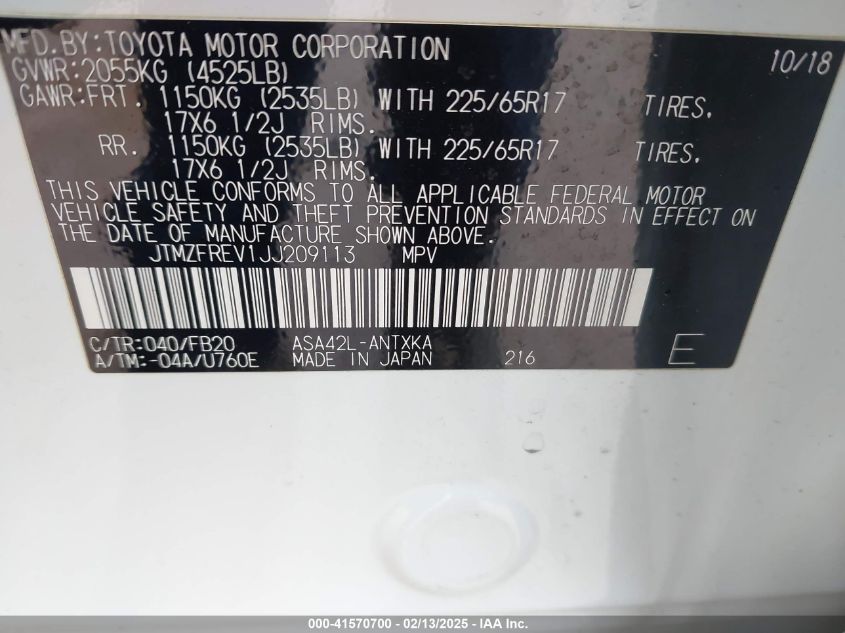 MFD.BY:TOYOTA MOTOR CORPORATION 10/18
GVWR:2055KG (4525LB)
GAWR:FRT. 1150KG (2535LB) WITH 225/65R17 TIRES.
17X6 1/2J RIMS.
RR. 1150KG (2535LB) WITH 225/65R17 TIRES.
17X6 1/2J RIMS.
THIS VEHICLE CONFORMS TO ALL APPLICABLE FEDERAL MOTOR
VEHICLE SAFETY AND THEFT PREVENTION STANDARDS IN EFFECT ON
THE DATE OF MANUFACTURE SHOWN ABOVE.
JTMZFREV1JJ209113 MPV
C/TR:040/FB20 ASA42L-ANTXKA
A/TM:-04A/U760E MADE IN JAPAN 216 E
000-41570700 - 02/13/2025 - IAA Inc.